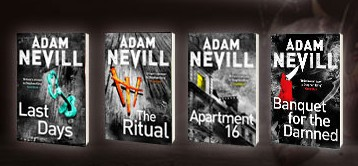 ADAM
NEVILL
Last
Days
ADAM
NEVILL
The
Ritual
ADAM
NEVILL
Apartment
16
ADAM
NEVILL
Banquet
for the
Damned